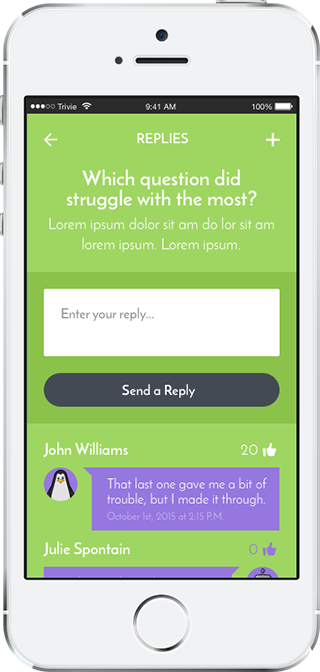 Trivie 9:41 AM 100%
REPLIES
Which question did
struggle with the most?
Lorem ipsum dolor sit am do lor sit am
lorem ipsum. Lorem ipsum.
Enter your reply...
Send a Reply
John Williams 20
That last one gave me a bit of
trouble, but I made it through.
October 1st, 2015 at 2:15 P.M.
Julie Spontain 0